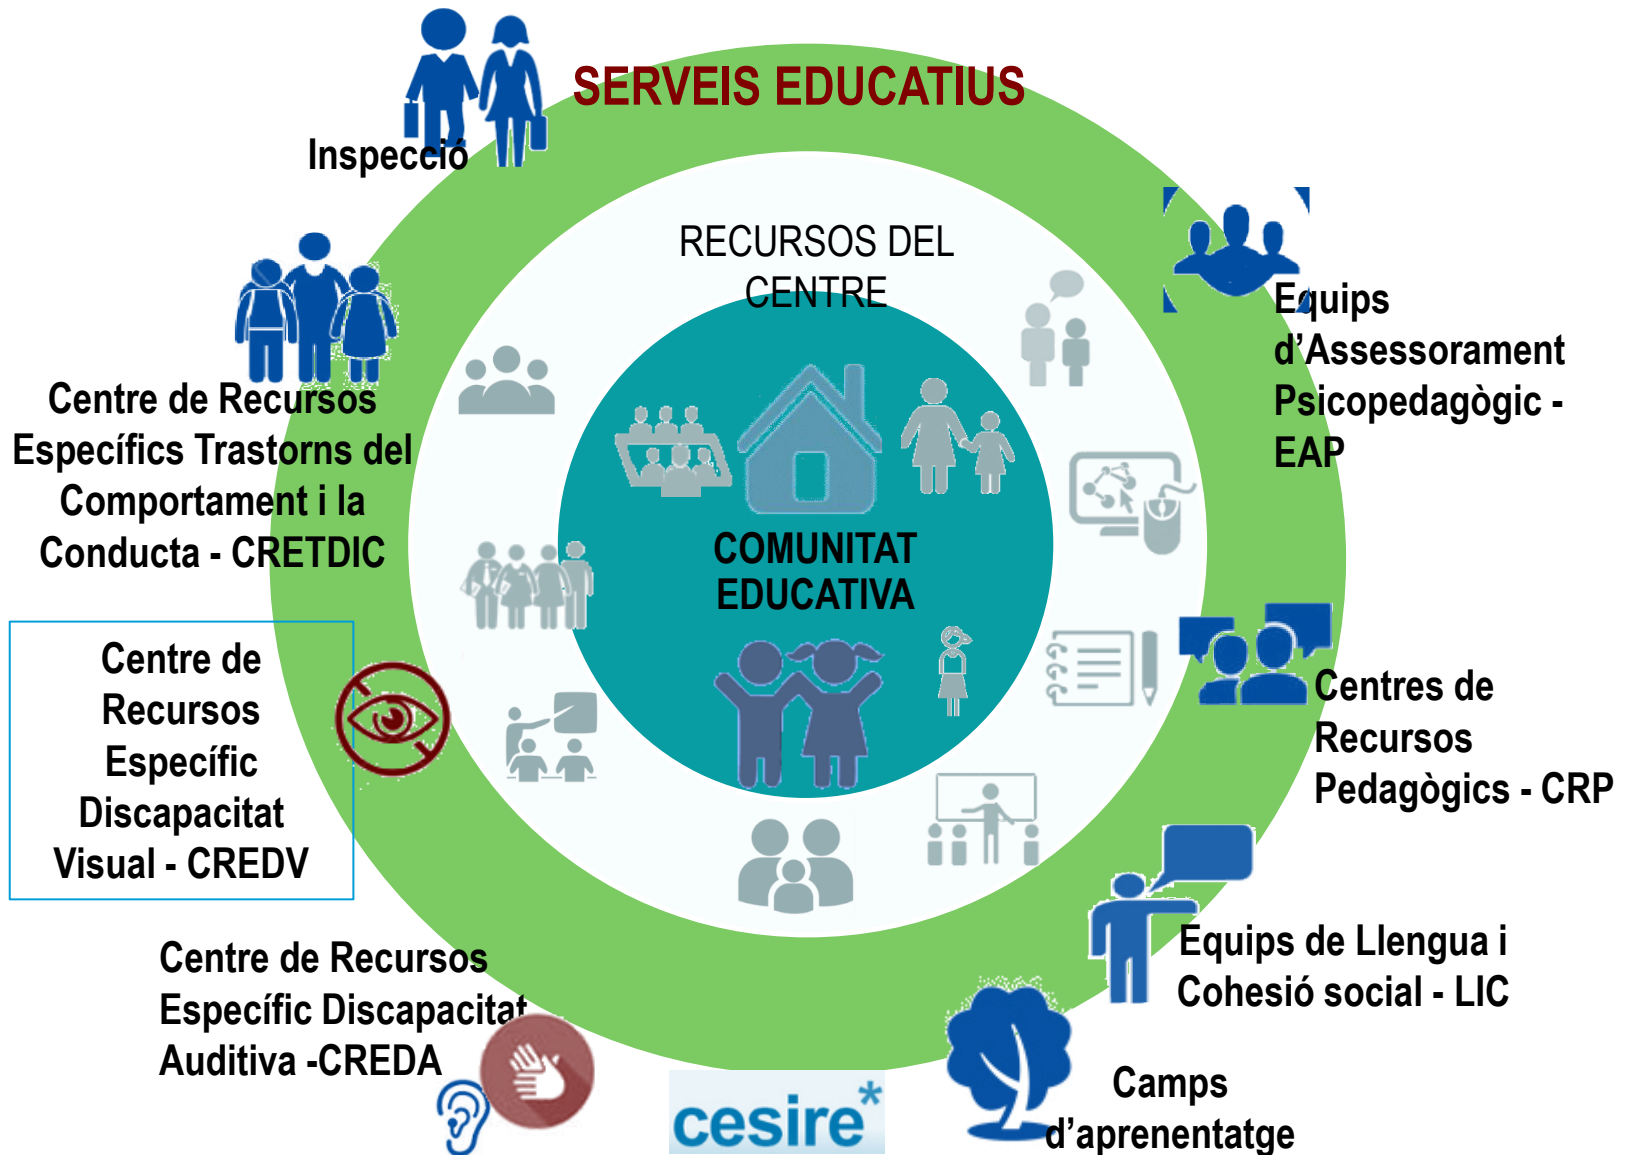 SERVEIS EDUCATIUS
Inspecció
RECURSOS DEL
CENTRE
Equips
d’Assessorament
Psicopedagògic -
EAP
Centre de Recursos
Específics Trastorns del
Comportament i la
Conducta - CRETDIC
COMUNITAT
EDUCATIVA
Centre de
Recursos
Específic
Discapacitat
Visual - CREDV
Centres de
Recursos
Pedagògics - CRP
Equips de Llengua i
Cohesió social - LIC
Centre de Recursos
Específic Discapacitat
Auditiva -CREDA
cesire*
Camps
d’aprenentatge